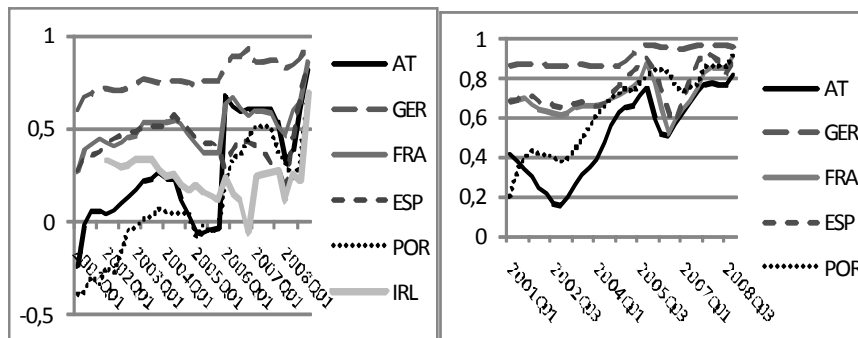 1
0,5
0
-0,5
2001Q01
2002Q01
2003Q01
2004Q01
2005Q01
2006Q01
2007Q01
2008Q01
AT
GER
FRA
ESP
POR
IRL
1
0,8
0,6
0,4
0,2
0
2001Q1
2002Q3
2004Q1
2005Q3
2007Q1
2008Q3
AT
GER
FRA
ESP
POR